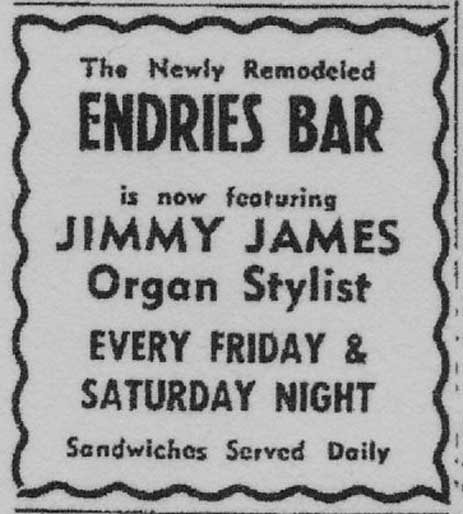 The Newly Remodeled
ENDRIES BAR
is now featuring
JIMMY JAMES
Organ Stylist
EVERY FRIDAY &
SATURDAY NIGHT
Sandwiches Served Daily